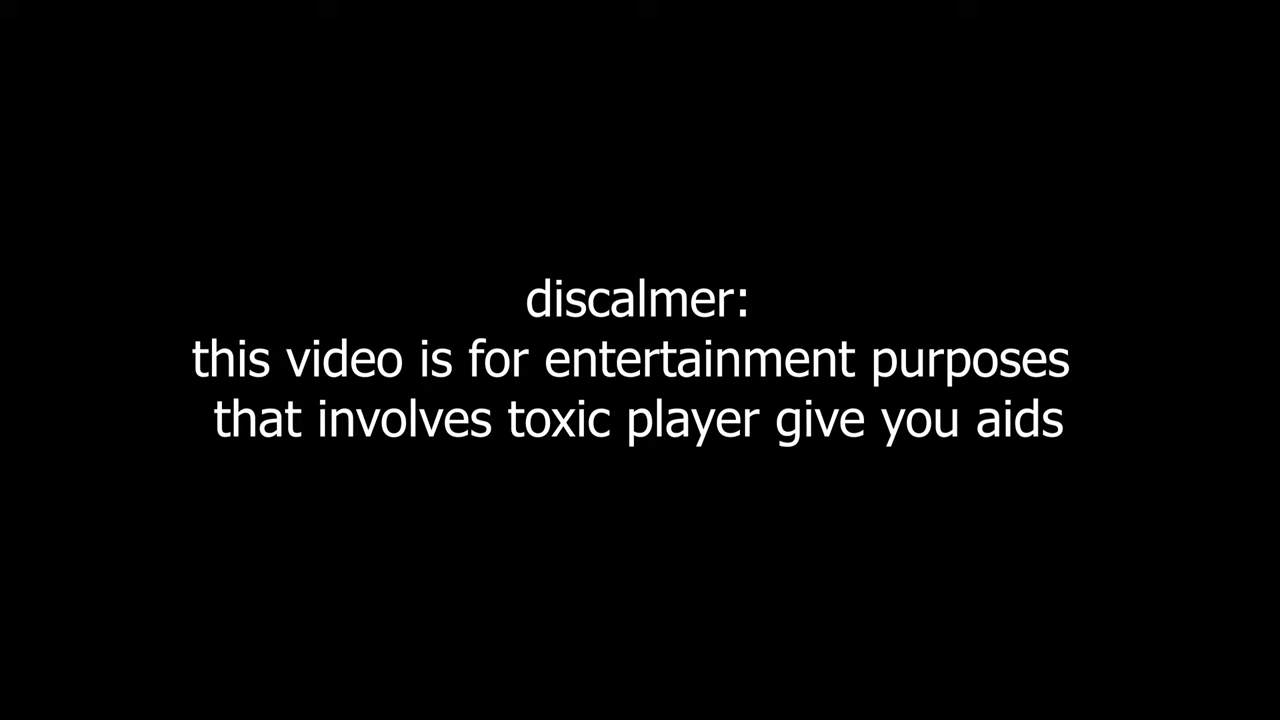 discalmer:
this video is for entertainment purposes
that involves toxic player give you aids